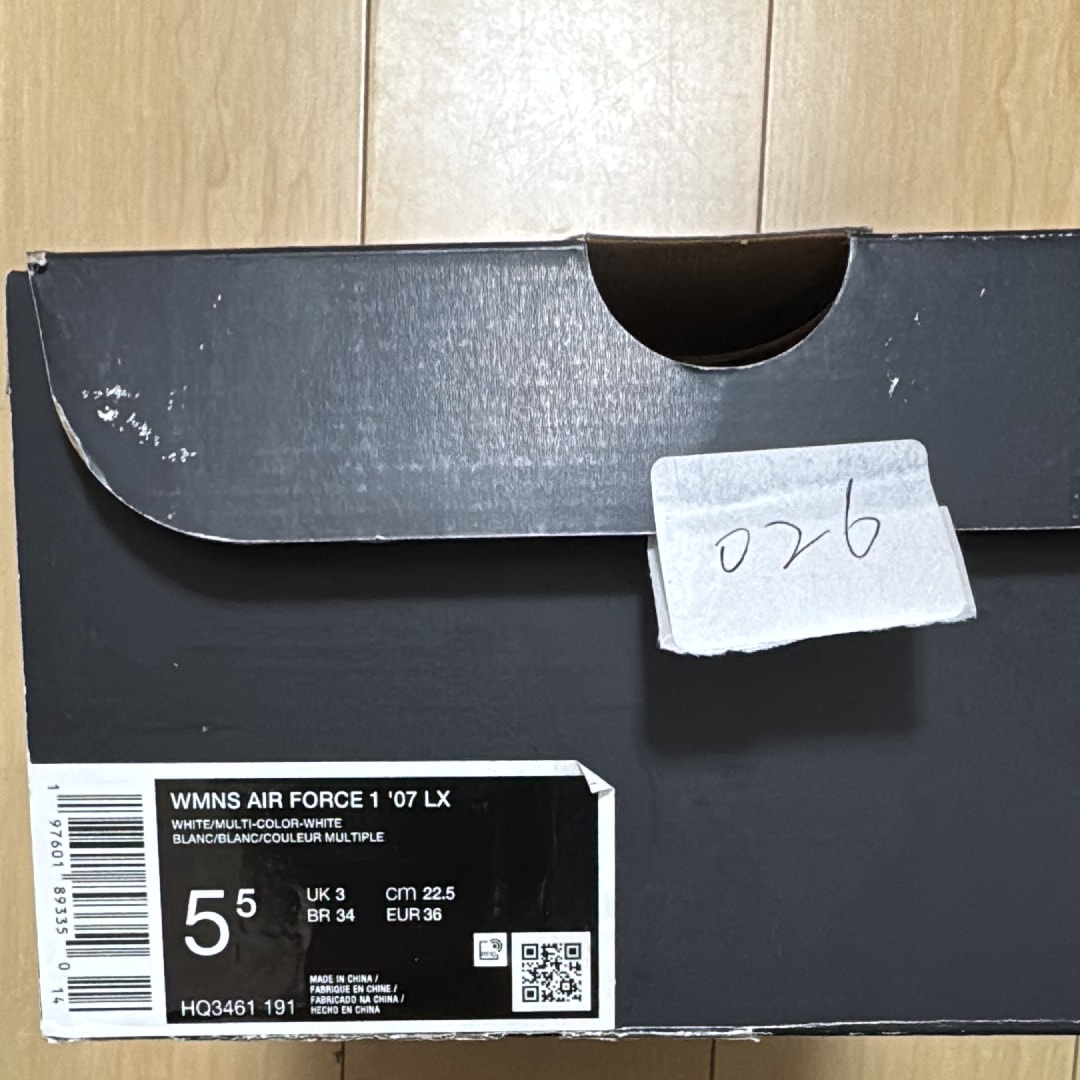 026
WMNS AIR FORCE 1 '07 LX
WHITE/MULTI-COLOR-WHITE
BLANC/BLANC/COULEUR MULTIPLE
5⁵
UK 3 cm 22.5
BR 34 EUR 36
MADE IN CHINA /
FABRIQUE EN CHINE /
FABRICADO NA CHINA /
HECHO EN CHINA
HQ3461 191
1 97601 89335 0 14